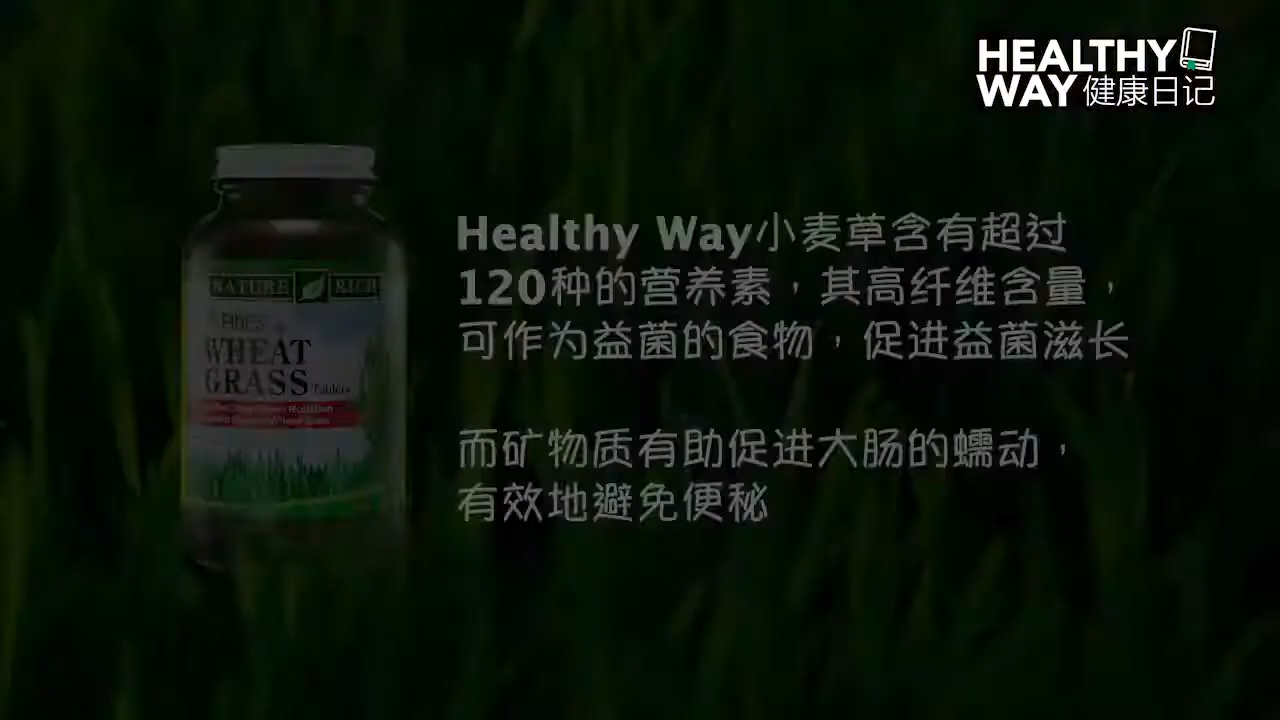 HEALTHY
WAY 健康日记
Healthy Way小麦草含有超过
120种的营养素，其高纤维含量，
可作为益菌的食物，促进益菌滋长
而矿物质有助促进大肠的蠕动，
有效地避免便秘
NATURE RICH
WHEAT
GRASS Tablets